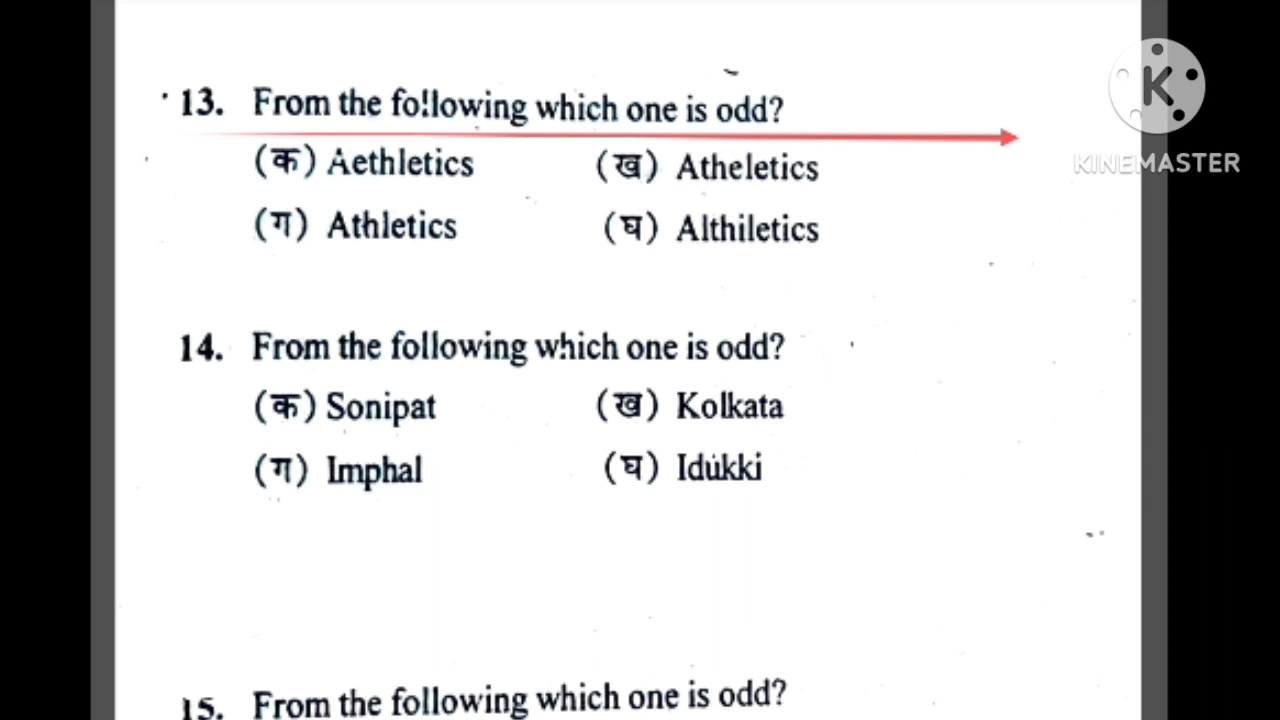 13. From the following which one is odd?
(क) Aethletics (ख) Atheletics
(ग) Athletics (घ) Althiletics
14. From the following which one is odd?
(क) Sonipat (ख) Kolkata
(ग) Imphal (घ) Idukki
15. From the following which one is odd?
K
KINEMASTER